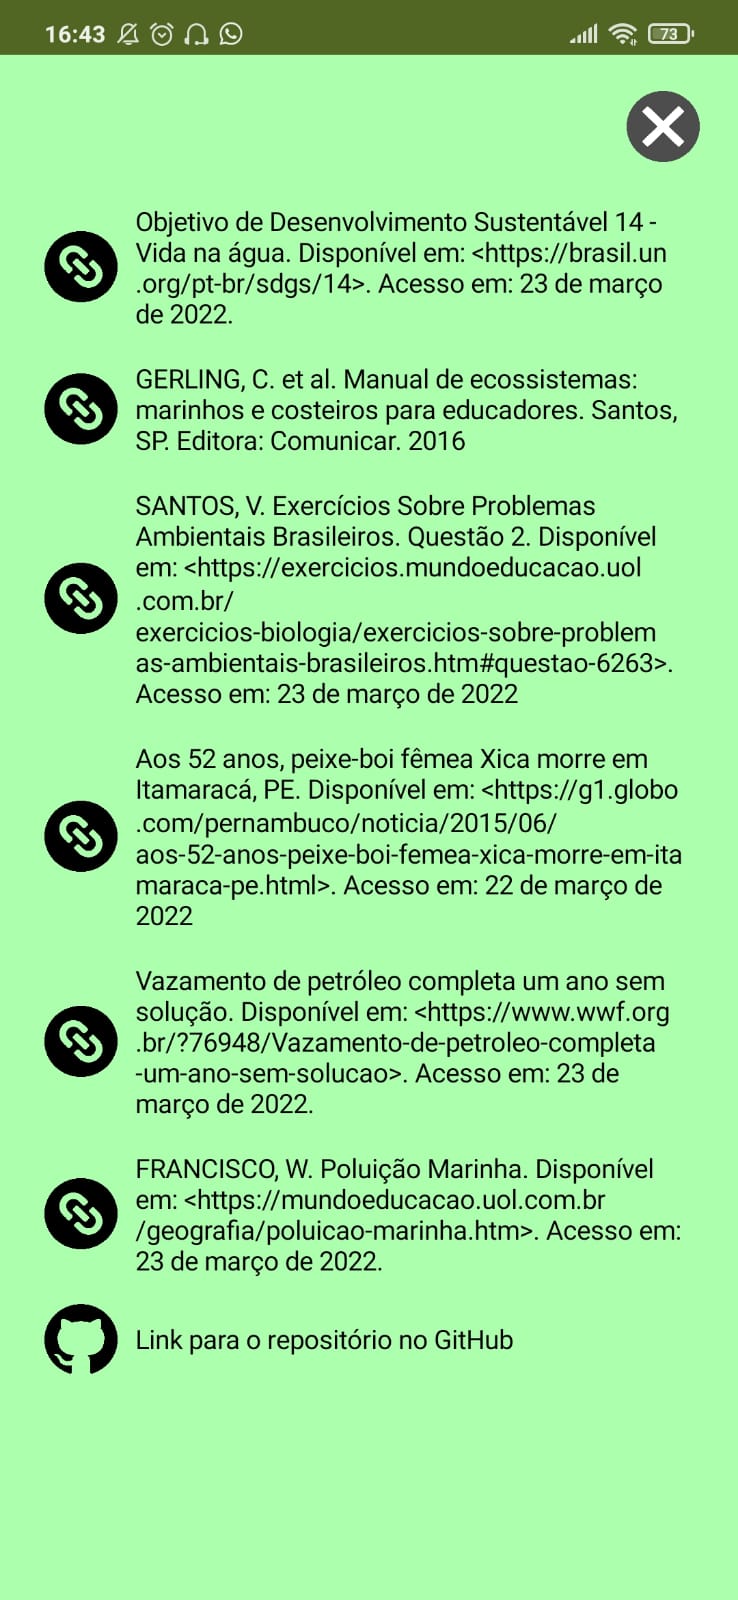 16:43
73
Objetivo de Desenvolvimento Sustentável 14 -
Vida na água. Disponível em: <https://brasil.un
.org/pt-br/sdgs/14>. Acesso em: 23 de março
de 2022.
GERLING, C. et al. Manual de ecossistemas:
marinhos e costeiros para educadores. Santos,
SP. Editora: Comunicar. 2016
SANTOS, V. Exercícios Sobre Problemas
Ambientais Brasileiros. Questão 2. Disponível
em: <https://exercicios.mundoeducacao.uol
.com.br/
exercicios-biologia/exercicios-sobre-problem
as-ambientais-brasileiros.htm#questao-6263>.
Acesso em: 23 de março de 2022
Aos 52 anos, peixe-boi fêmea Xica morre em
Itamaracá, PE. Disponível em: <https://g1.globo
.com/pernambuco/noticia/2015/06/
aos-52-anos-peixe-boi-femea-xica-morre-em-ita
maraca-pe.html>. Acesso em: 22 de março de
2022
Vazamento de petróleo completa um ano sem
solução. Disponível em: <https://www.wwf.org
.br/?76948/Vazamento-de-petroleo-completa
-um-ano-sem-solucao>. Acesso em: 23 de
março de 2022.
FRANCISCO, W. Poluição Marinha. Disponível
em: <https://mundoeducacao.uol.com.br
/geografia/poluicao-marinha.htm>. Acesso em:
23 de março de 2022.
Link para o repositório no GitHub